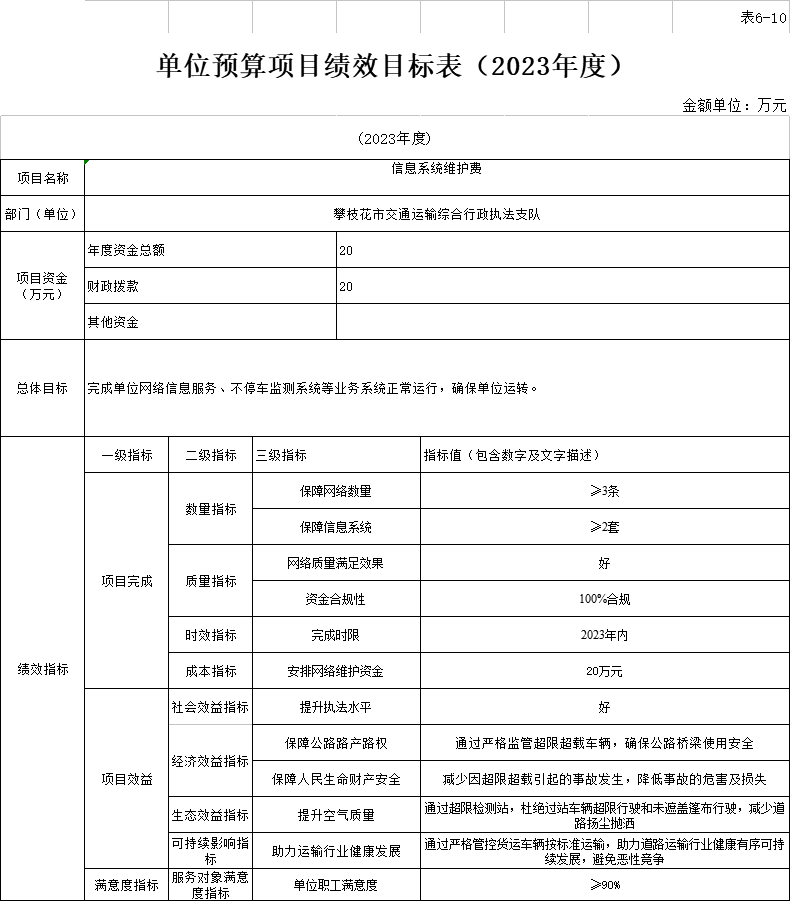 表6-10
单位预算项目绩效目标表（2023年度）
金额单位：万元
(2023年度)
项目名称
信息系统维护费
部门（单位）
攀枝花市交通运输综合行政执法支队
项目资金
（万元）
年度资金总额
20
财政拨款
20
其他资金
总体目标
完成单位网络信息服务、不停车监测系统等业务系统正常运行，确保单位运转。
绩效指标
一级指标
二级指标
三级指标
指标值（包含数字及文字描述）
项目完成
数量指标
保障网络数量
≥3条
保障信息系统
≥2套
质量指标
网络质量满足效果
好
资金合规性
100%合规
时效指标
完成时限
2023年内
成本指标
安排网络维护资金
20万元
项目效益
社会效益指标
提升执法水平
好
经济效益指标
保障公路路产路权
通过严格监管超限超载车辆，确保公路桥梁使用安全
保障人民生命财产安全
减少因超限超载引起的事故发生，降低事故的危害及损失
生态效益指标
提升空气质量
通过超限检测站，杜绝过站车辆超限行驶和未遮盖篷布行驶，减少道
路扬尘抛洒
可持续影响指
标
助力运输行业健康发展
通过严格管控货运车辆按标准运输，助力道路运输行业健康有序可持
续发展，避免恶性竞争
满意度指标
服务对象满意
度指标
单位职工满意度
≥90%